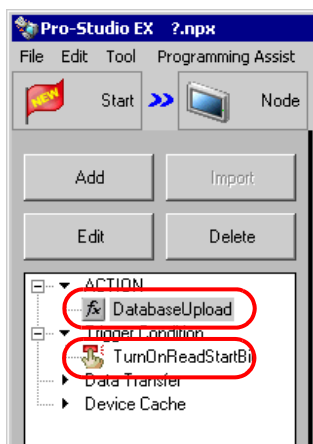 Pro-Studio EX ?.npx
File Edit Tool Programming Assist
NEW Start Node
Add Import
Edit Delete
ACTION
fx DatabaseUpload
Trigger Condition
TurnOnReadStartBi
Data Transfer
Device Cache